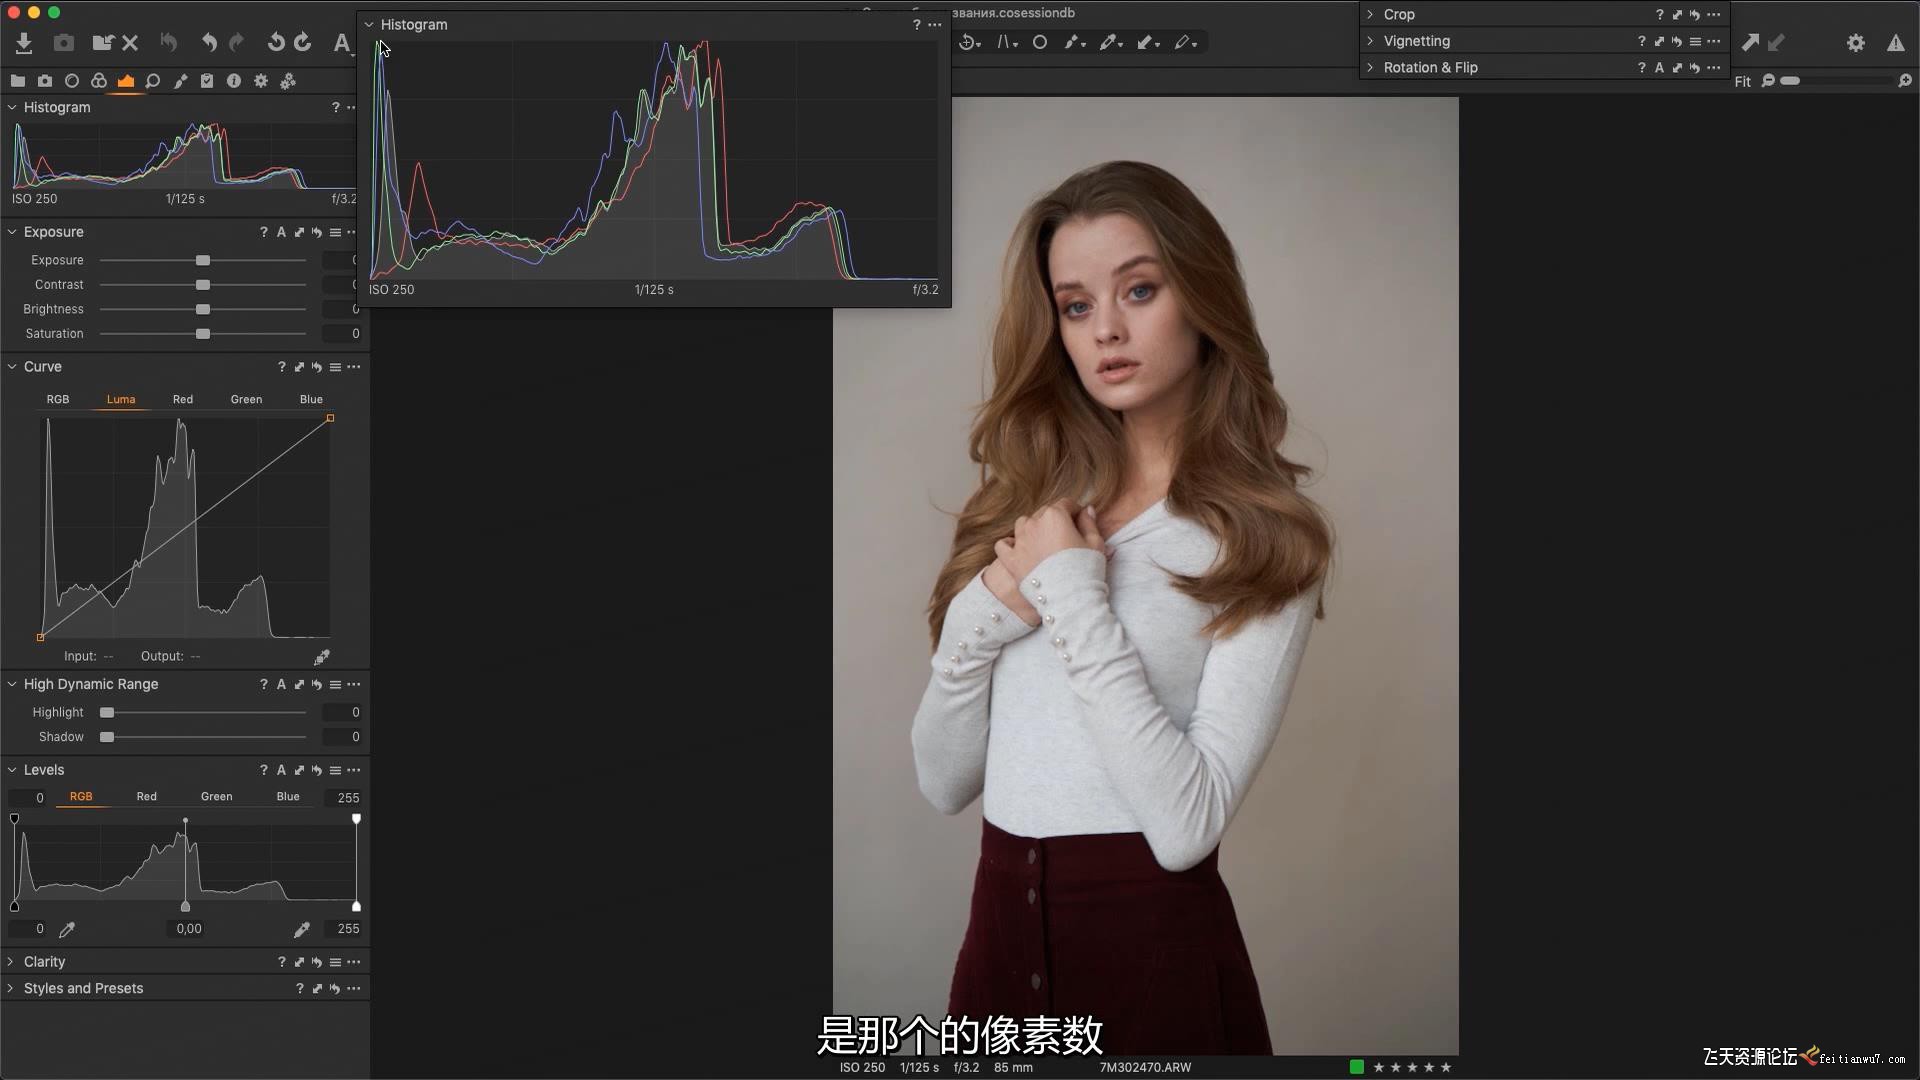 звания.cosessiondb
Histogram
ISO 250 1/125 s f/3.2
Crop
Vignetting
Rotation & Flip
Fit
Histogram
ISO 250 1/125 s f/3.2
Exposure
Exposure 0
Contrast 0
Brightness 0
Saturation 0
Curve
RGB Luma Red Green Blue
Input: -- Output: --
High Dynamic Range
Highlight 0
Shadow 0
Levels
0 RGB Red Green Blue 255
0 0,00 255
Clarity
Styles and Presets
是那个的像素数
ISO 250 1/125 s f/3.2 85 mm 7M302470.ARW
飞天资源论坛 feitianwu7.com